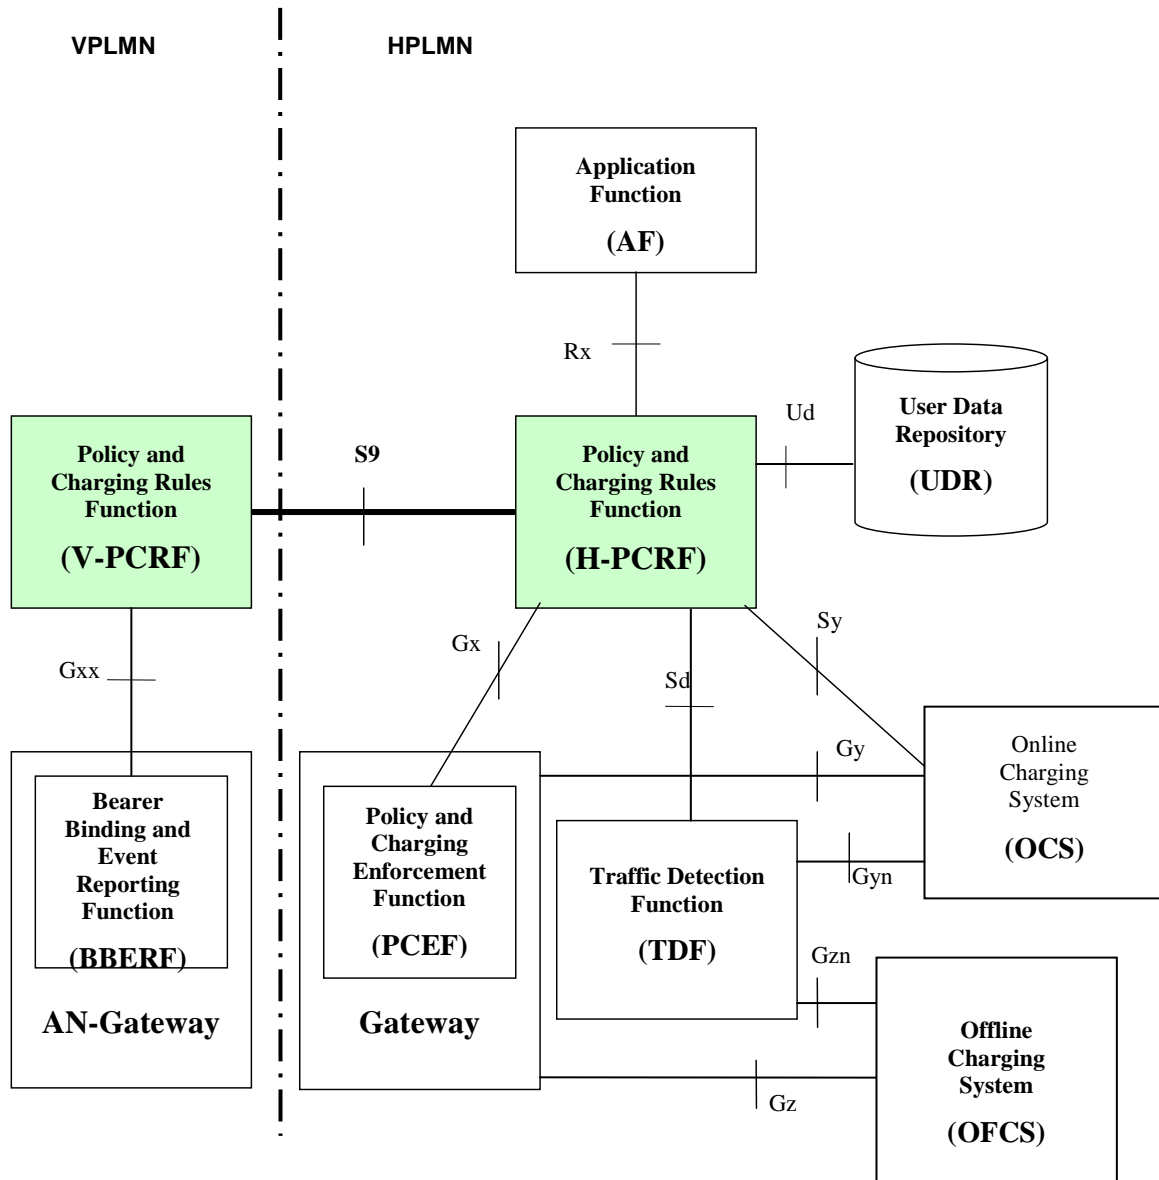 VPLMN
HPLMN
Application
Function
(AF)
Rx
Ud
User Data
Repository
(UDR)
Policy and
Charging Rules
Function
(V-PCRF)
S9
Policy and
Charging Rules
Function
(H-PCRF)
Gxx
Gx
Sd
Sy
Gy
Online
Charging
System
(OCS)
Bearer
Binding and
Event
Reporting
Function
(BBERF)
AN-Gateway
Policy and
Charging
Enforcement
Function
(PCEF)
Gateway
Traffic Detection
Function
(TDF)
Gyn
Gzn
Gz
Offline
Charging
System
(OFCS)